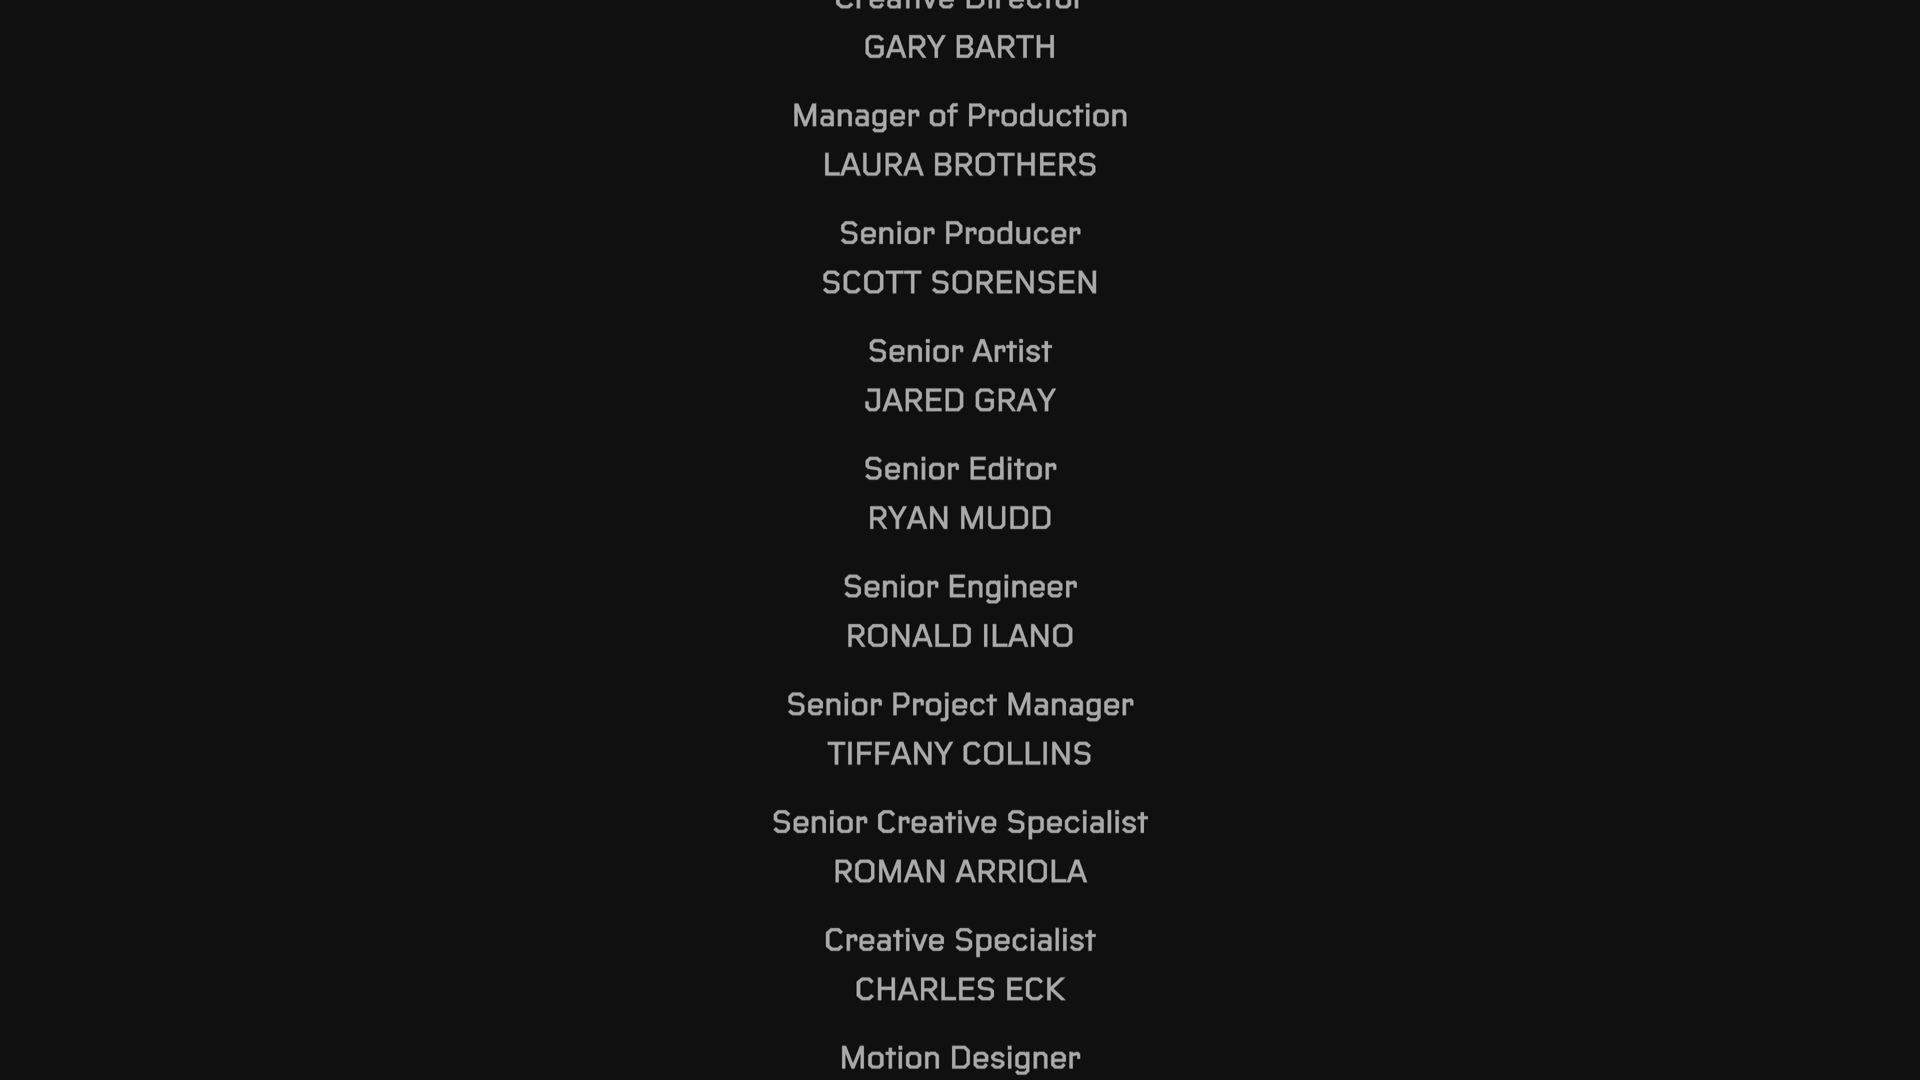 Creative Director
GARY BARTH
Manager of Production
LAURA BROTHERS
Senior Producer
SCOTT SORENSEN
Senior Artist
JARED GRAY
Senior Editor
RYAN MUDD
Senior Engineer
RONALD ILANO
Senior Project Manager
TIFFANY COLLINS
Senior Creative Specialist
ROMAN ARRIOLA
Creative Specialist
CHARLES ECK
Motion Designer